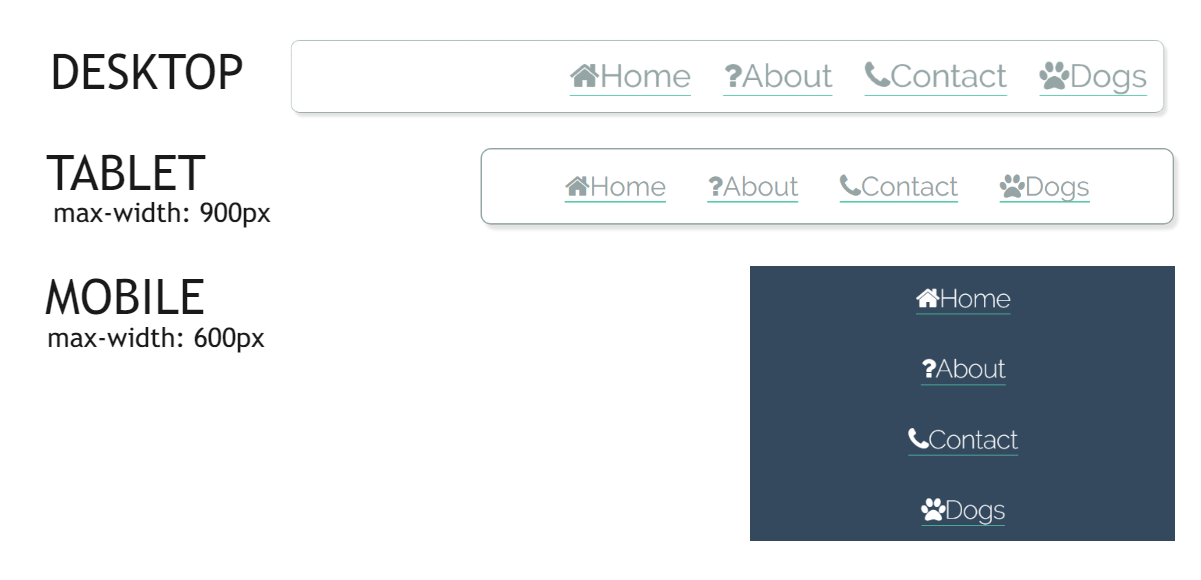 DESKTOP
Home ?About Contact Dogs
TABLET
max-width: 900px
Home ?About Contact Dogs
MOBILE
max-width: 600px
Home
?About
Contact
Dogs